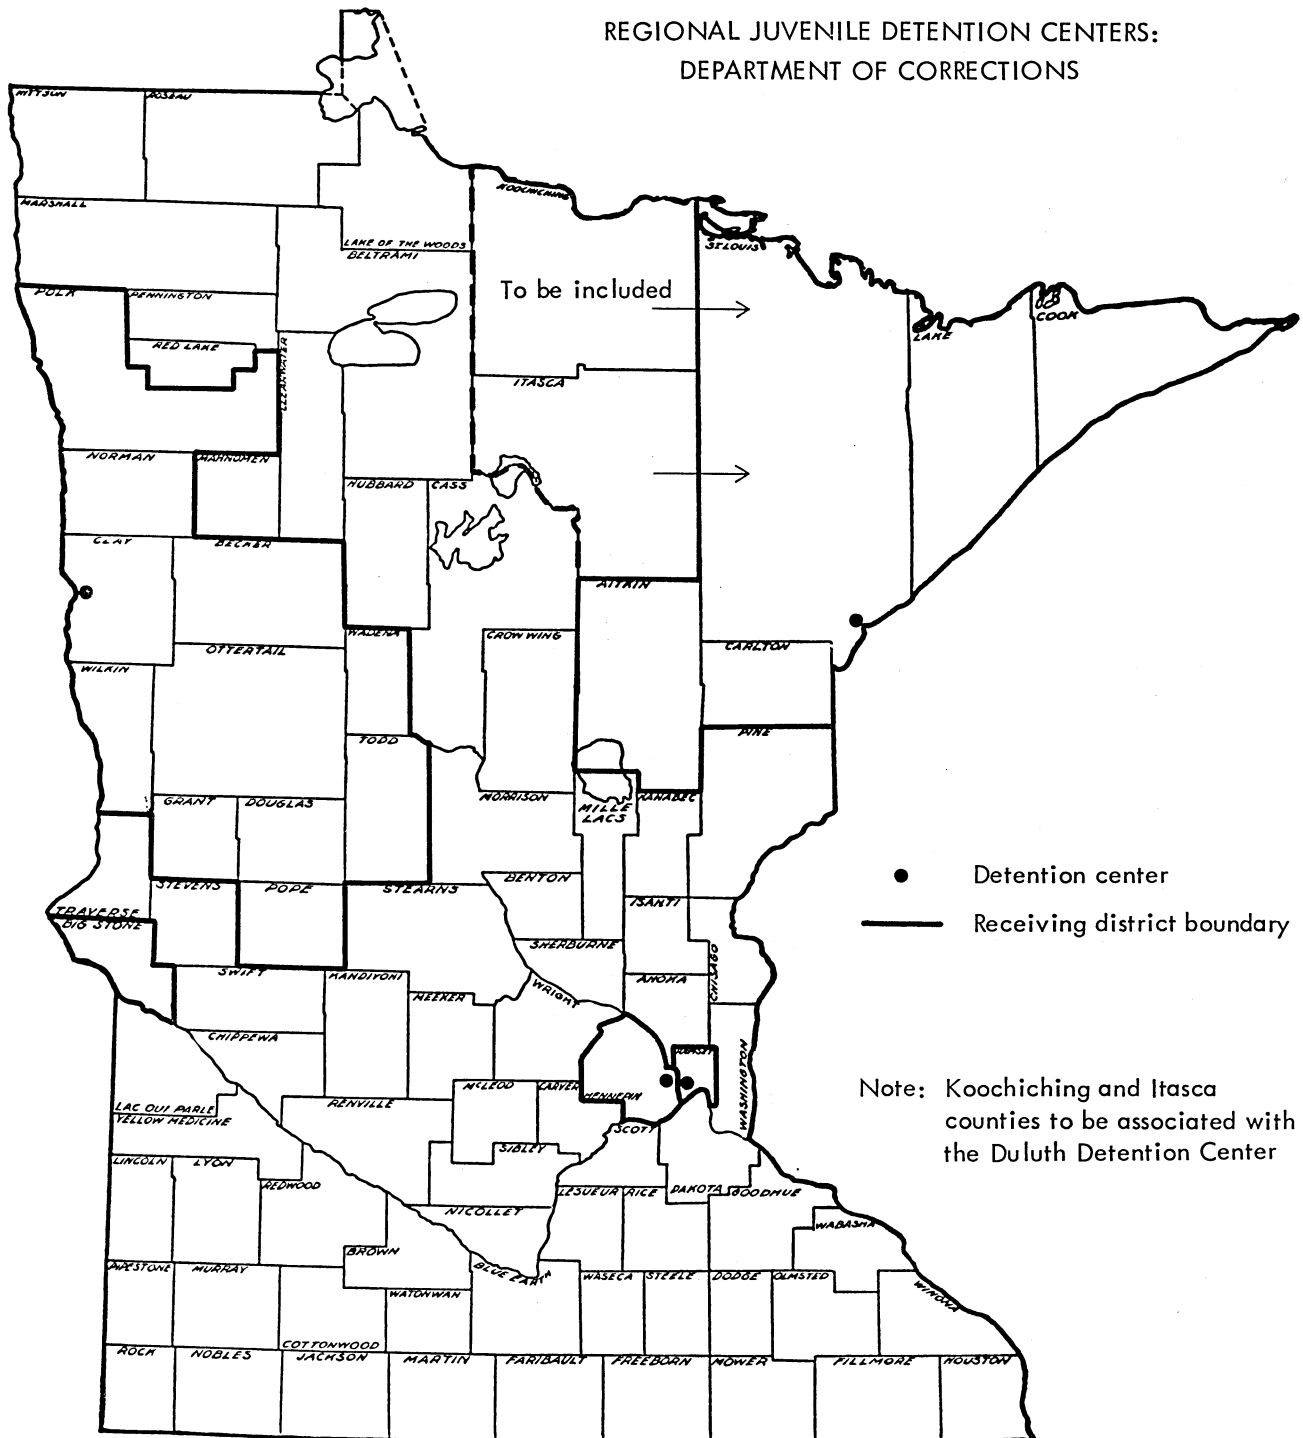 REGIONAL JUVENILE DETENTION CENTERS:
DEPARTMENT OF CORRECTIONS
KITTSON
ROSEAU
KOOCHICHING
MARSHALL
LAKE OF THE WOODS
BELTRAMI
ST. LOUIS
To be included
POLK
PENNINGTON
COOK
LAKE
RED LAKE
CLEARWATER
ITASCA
NORMAN
MAHNOMEN
HUBBARD
CASS
CLAY
BECKER
AITKIN
WADENA
CROW WING
OTTERTAIL
CARLTON
WILKIN
PINE
TODD
GRANT
DOUGLAS
MORRISON
MILLE
LACS
KANABEC
STEVENS
POPE
STEARNS
BENTON
Detention center
ISANTI
TRAVERSE
BIG STONE
Receiving district boundary
SHERBURNE
CHISAGO
SWIFT
KANDIYOHI
ANOKA
MEEKER
WRIGHT
CHIPPEWA
RAMSEY
WASHINGTON
McLEOD
CARVER
HENNEPIN
Note: Koochiching and Itasca
counties to be associated with
the Duluth Detention Center
LAC QUI PARLE
YELLOW MEDICINE
RENVILLE
SCOTT
SIBLEY
LINCOLN
LYON
REDWOOD
LESUEUR
RICE
DAKOTA
GOODHUE
NICOLLET
WABASHA
BROWN
PIPESTONE
MURRAY
BLUE EARTH
WASECA
STEELE
DODGE
OLMSTED
WATONWAN
WINONA
COTTONWOOD
ROCK
NOBLES
JACKSON
MARTIN
FARIBAULT
FREEBORN
MOWER
FILLMORE
HOUSTON